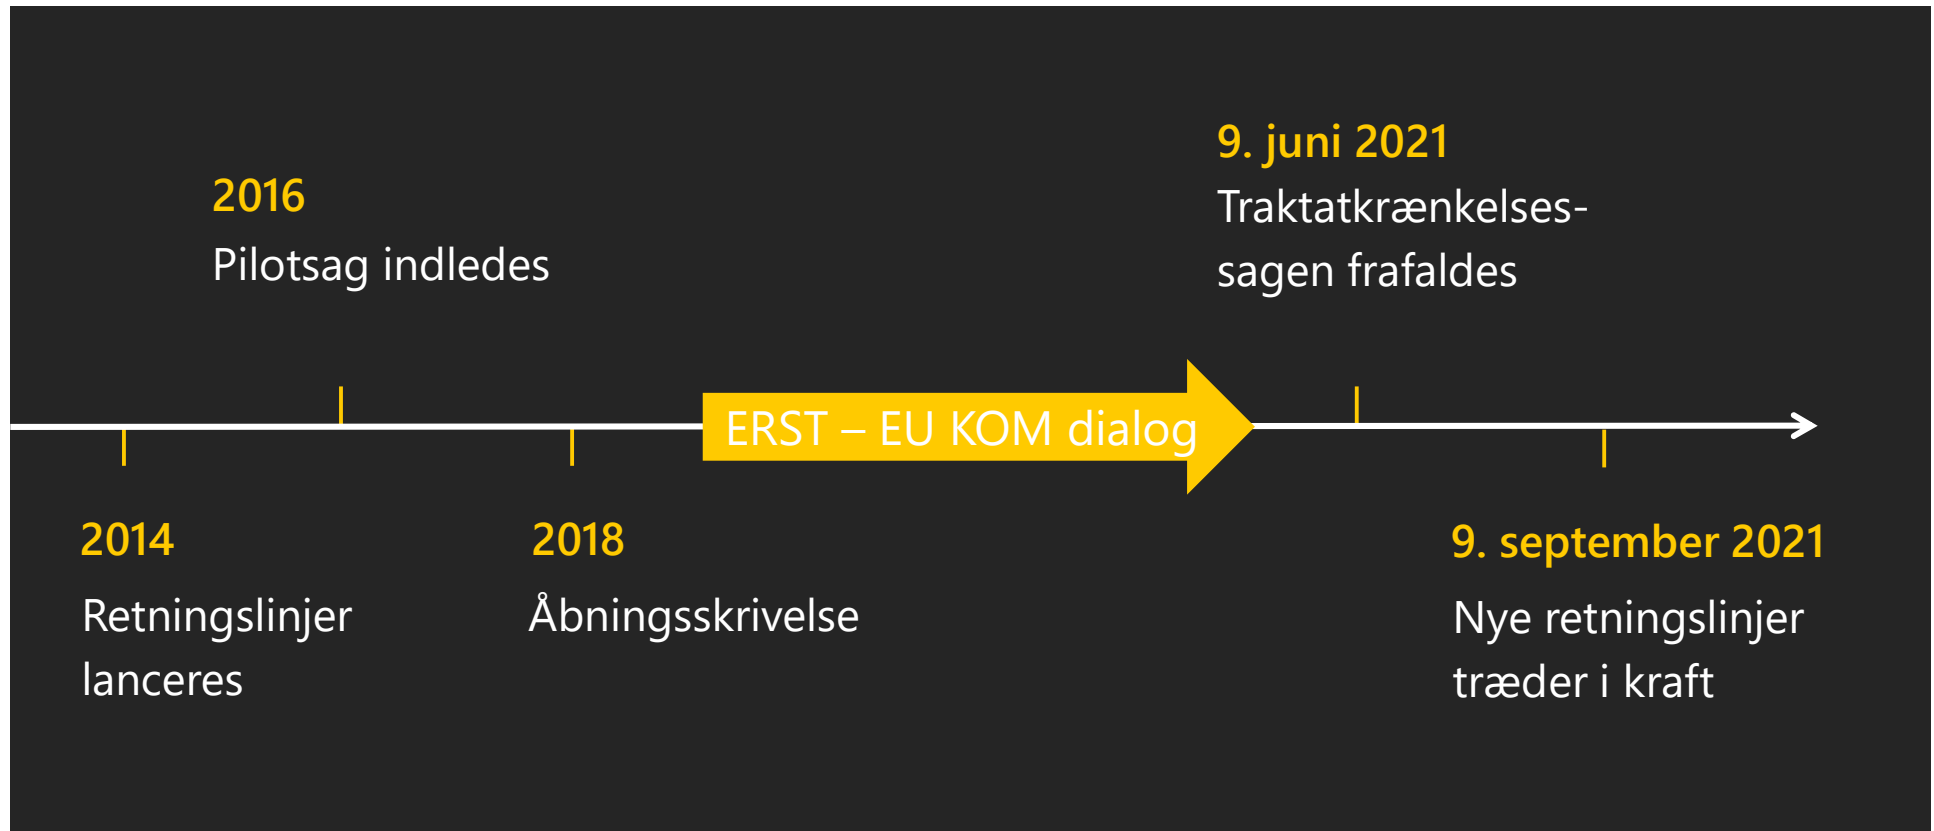 2014
Retningslinjer
lanceres
2016
Pilotsag indledes
2018
Åbningsskrivelse
ERST – EU KOM dialog
9. juni 2021
Traktatkrænkelses-
sagen frafaldes
9. september 2021
Nye retningslinjer
træder i kraft